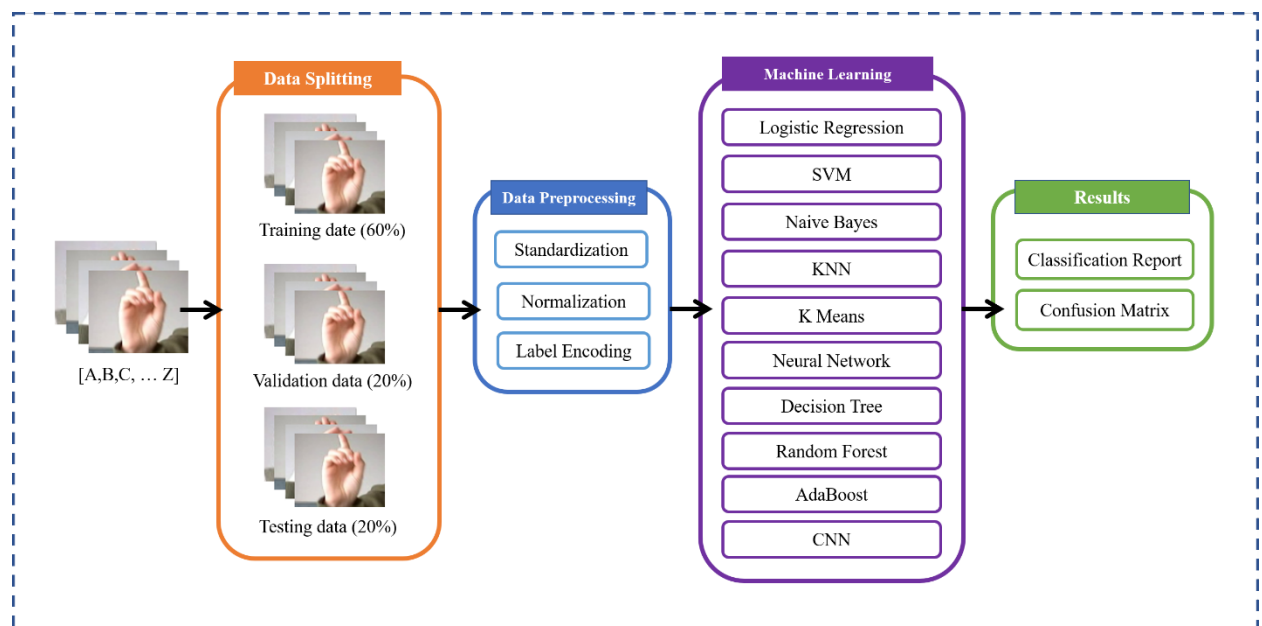 [A,B,C, … Z]
Data Splitting
Training date (60%)
Validation data (20%)
Testing data (20%)
Data Preprocessing
Standardization
Normalization
Label Encoding
Machine Learning
Logistic Regression
SVM
Naive Bayes
KNN
K Means
Neural Network
Decision Tree
Random Forest
AdaBoost
CNN
Results
Classification Report
Confusion Matrix